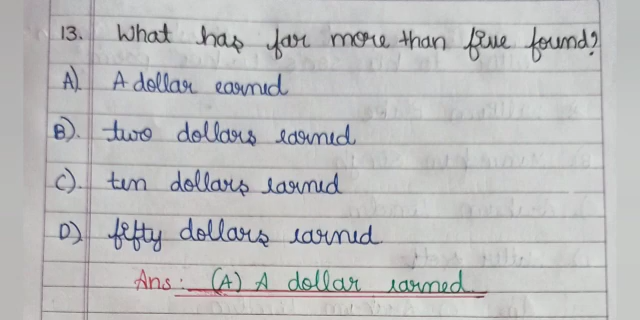 13. What has far more than five found?
A). A dollar earned
B). two dollars earned
C). ten dollars earned
D). fifty dollars earned
Ans: (A) A dollar earned